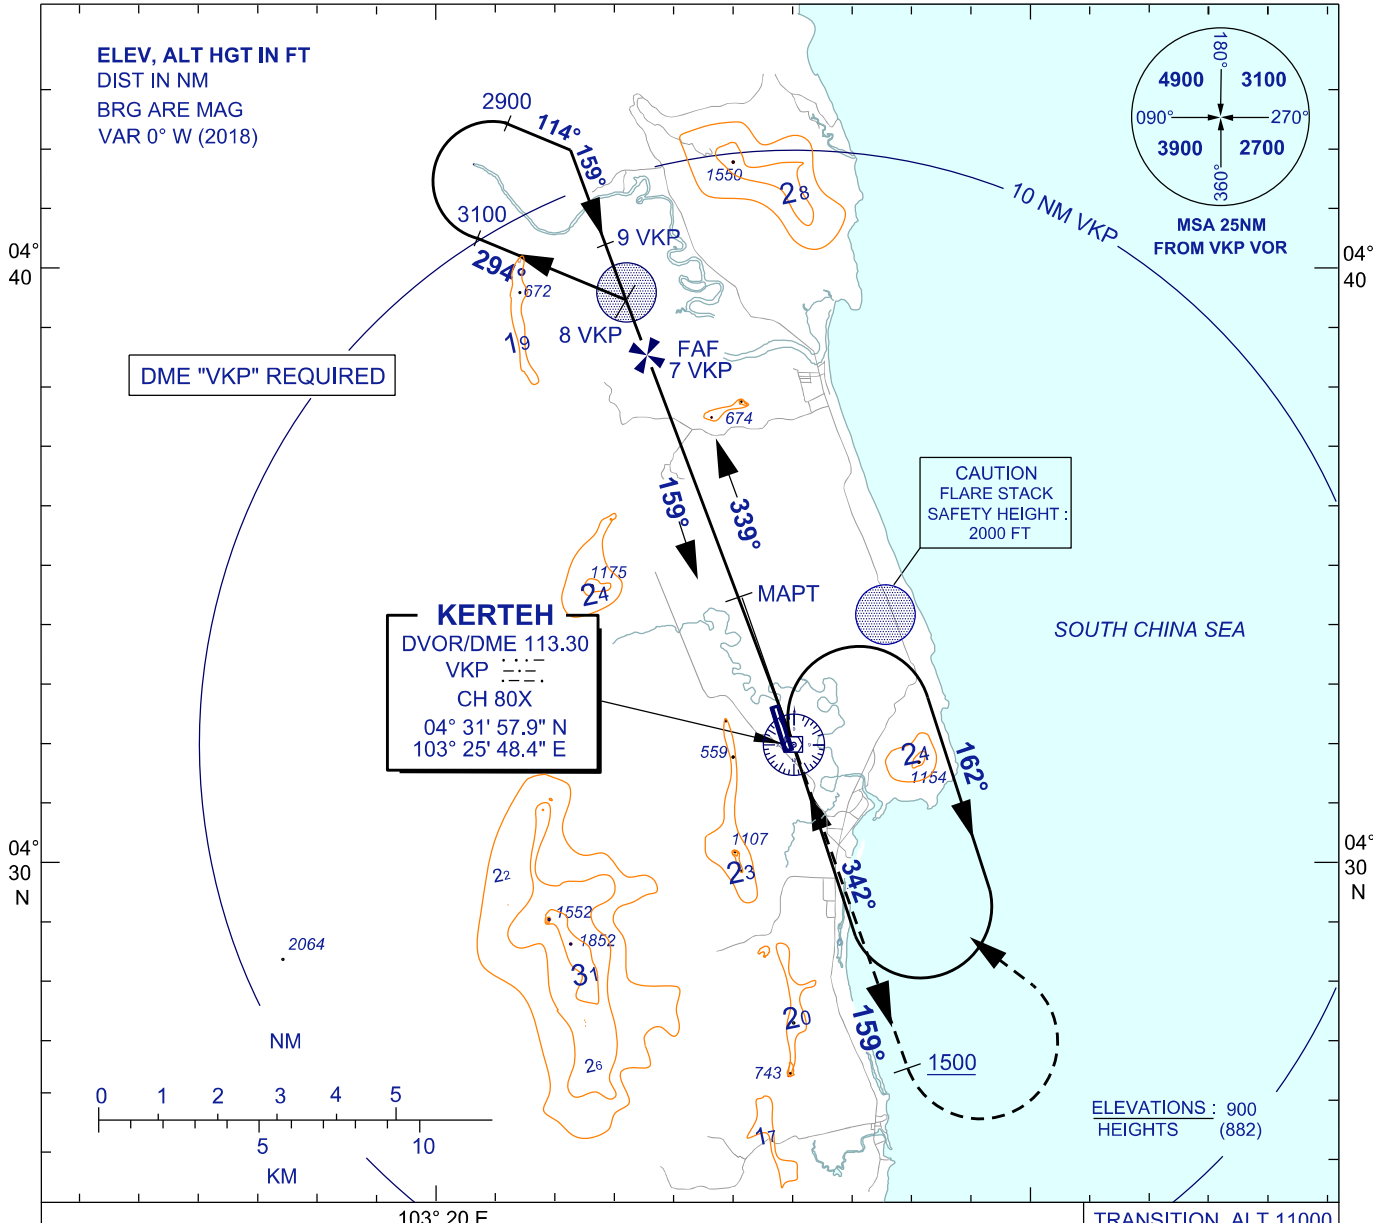 ELEV, ALT HGT IN FT
DIST IN NM
BRG ARE MAG
VAR 0° W (2018)
2900
114°
159°
3100
294°
9 VKP
8 VKP
FAF
7 VKP
672
19
1550
28
10 NM VKP
180°
4900 3100
090° 270°
3900 2700
360°
MSA 25NM
FROM VKP VOR
04°
40
04°
40
DME "VKP" REQUIRED
674
159°
339°
CAUTION
FLARE STACK
SAFETY HEIGHT :
2000 FT
1175
24
MAPT
SOUTH CHINA SEA
KERTEH
DVOR/DME 113.30
VKP
CH 80X
04° 31' 57.9" N
103° 25' 48.4" E
559
24
1154
162°
1107
23
342°
04°
30
N
04°
30
N
22
1552
1852
31
2064
26
20
743
159°
1500
17
NM
0 1 2 3 4 5
5 10
KM
ELEVATIONS : 900
HEIGHTS (882)
103° 20 E
TRANSITION ALT 11000